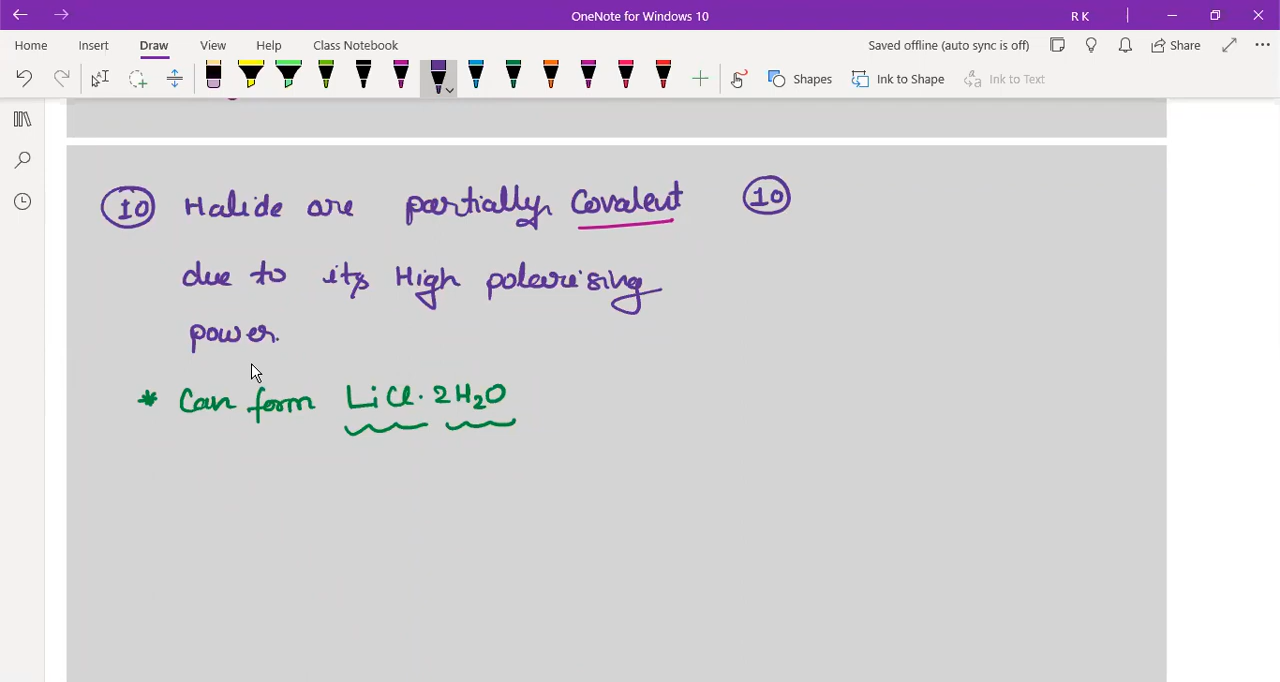 OneNote for Windows 10
R K
Home Insert Draw View Help Class Notebook
Saved offline (auto sync is off) Share
Shapes Ink to Shape Ink to Text
10 Halide are partially Covalent 10
due to its High polarising
power.
* Can form LiCl. 2H₂O